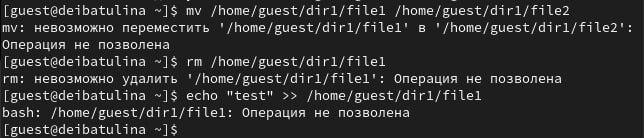 [guest@deibatulina ~]$ mv /home/guest/dir1/file1 /home/guest/dir1/file2
mv: невозможно переместить '/home/guest/dir1/file1' в '/home/guest/dir1/file2':
Операция не позволена
[guest@deibatulina ~]$ rm /home/guest/dir1/file1
rm: невозможно удалить '/home/guest/dir1/file1': Операция не позволена
[guest@deibatulina ~]$ echo "test" >> /home/guest/dir1/file1
bash: /home/guest/dir1/file1: Операция не позволена
[guest@deibatulina ~]$